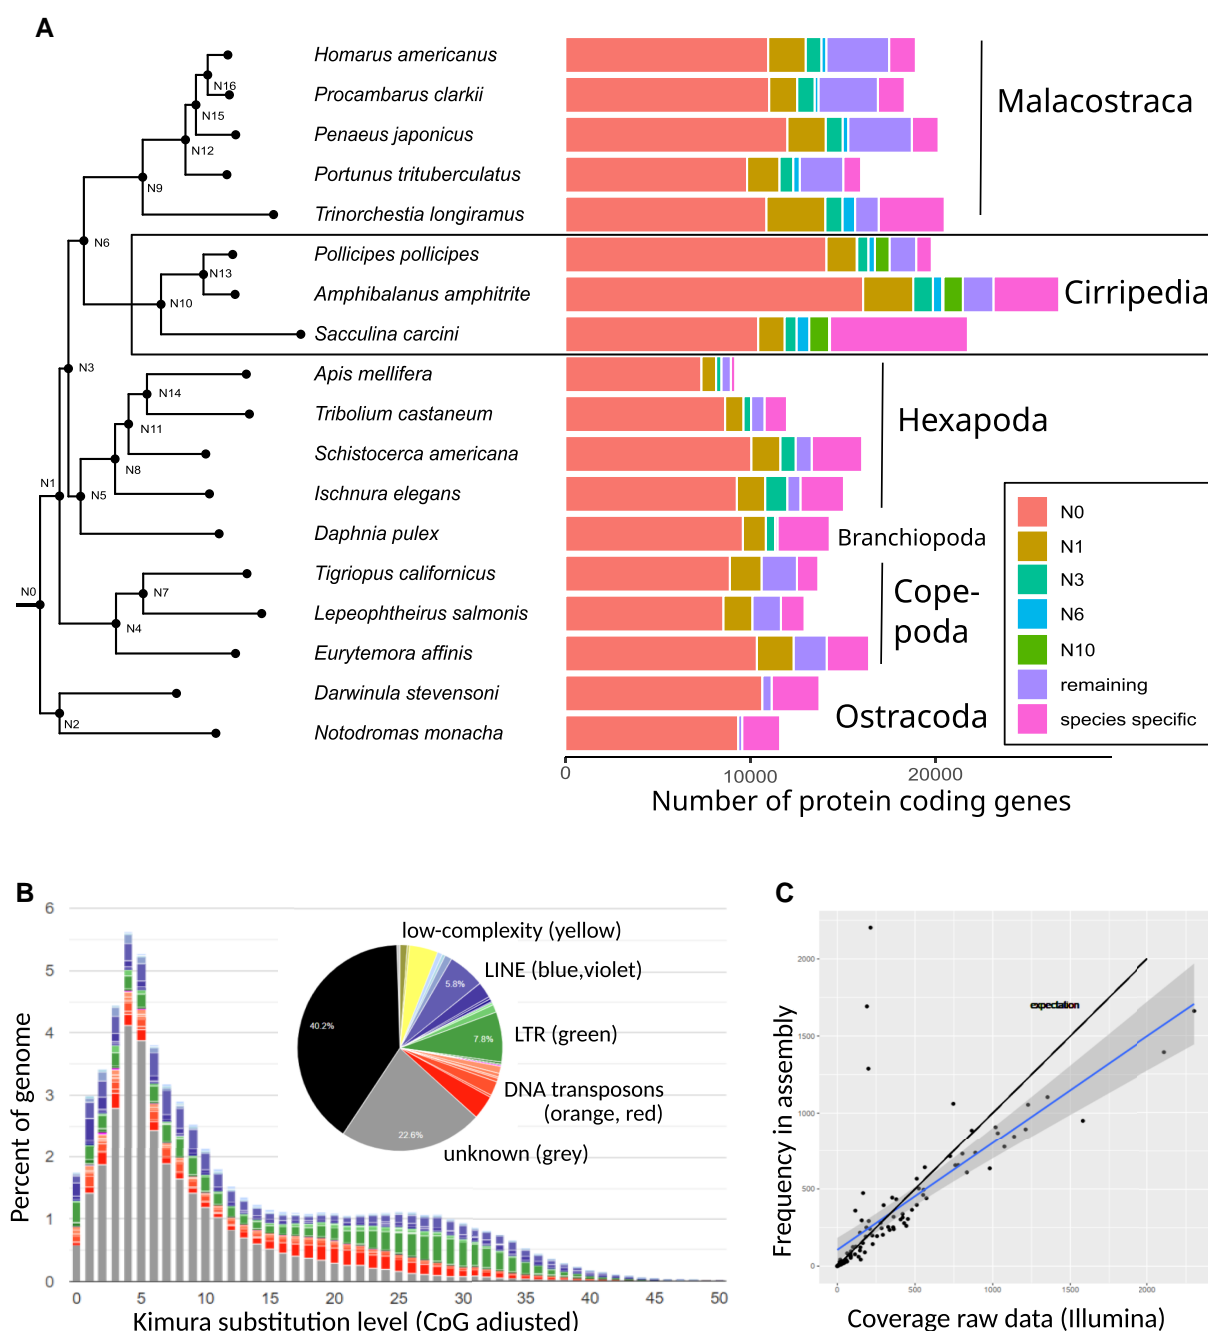 A
Homarus americanus
Procambarus clarkii
Penaeus japonicus
Portunus trituberculatus
Trinorchestia longiramus
Pollicipes pollicipes
Amphibalanus amphitrite
Sacculina carcini
Apis mellifera
Tribolium castaneum
Schistocerca americana
Ischnura elegans
Daphnia pulex
Tigriopus californicus
Lepeophtheirus salmonis
Eurytemora affinis
Darwinula stevensoni
Notodromas monacha
N16
N15
N12
N9
N6
N13
N10
N3
N14
N11
N8
N1
N5
N0
N7
N4
N2
Malacostraca
Cirripedia
Hexapoda
Branchiopoda
Cope-
poda
Ostracoda
N0
N1
N3
N6
N10
remaining
species specific
0
10000
20000
Number of protein coding genes
B
6
5
4
3
2
1
0
Percent of genome
low-complexity (yellow)
LINE (blue,violet)
5.8%
40.2%
LTR (green)
7.8%
DNA transposons
(orange, red)
22.6%
unknown (grey)
0
5
10
15
20
25
30
35
40
45
50
Kimura substitution level (CpG adjusted)
C
2000
1500
1000
500
0
Frequency in assembly
expectation
0
500
1000
1500
2000
Coverage raw data (Illumina)